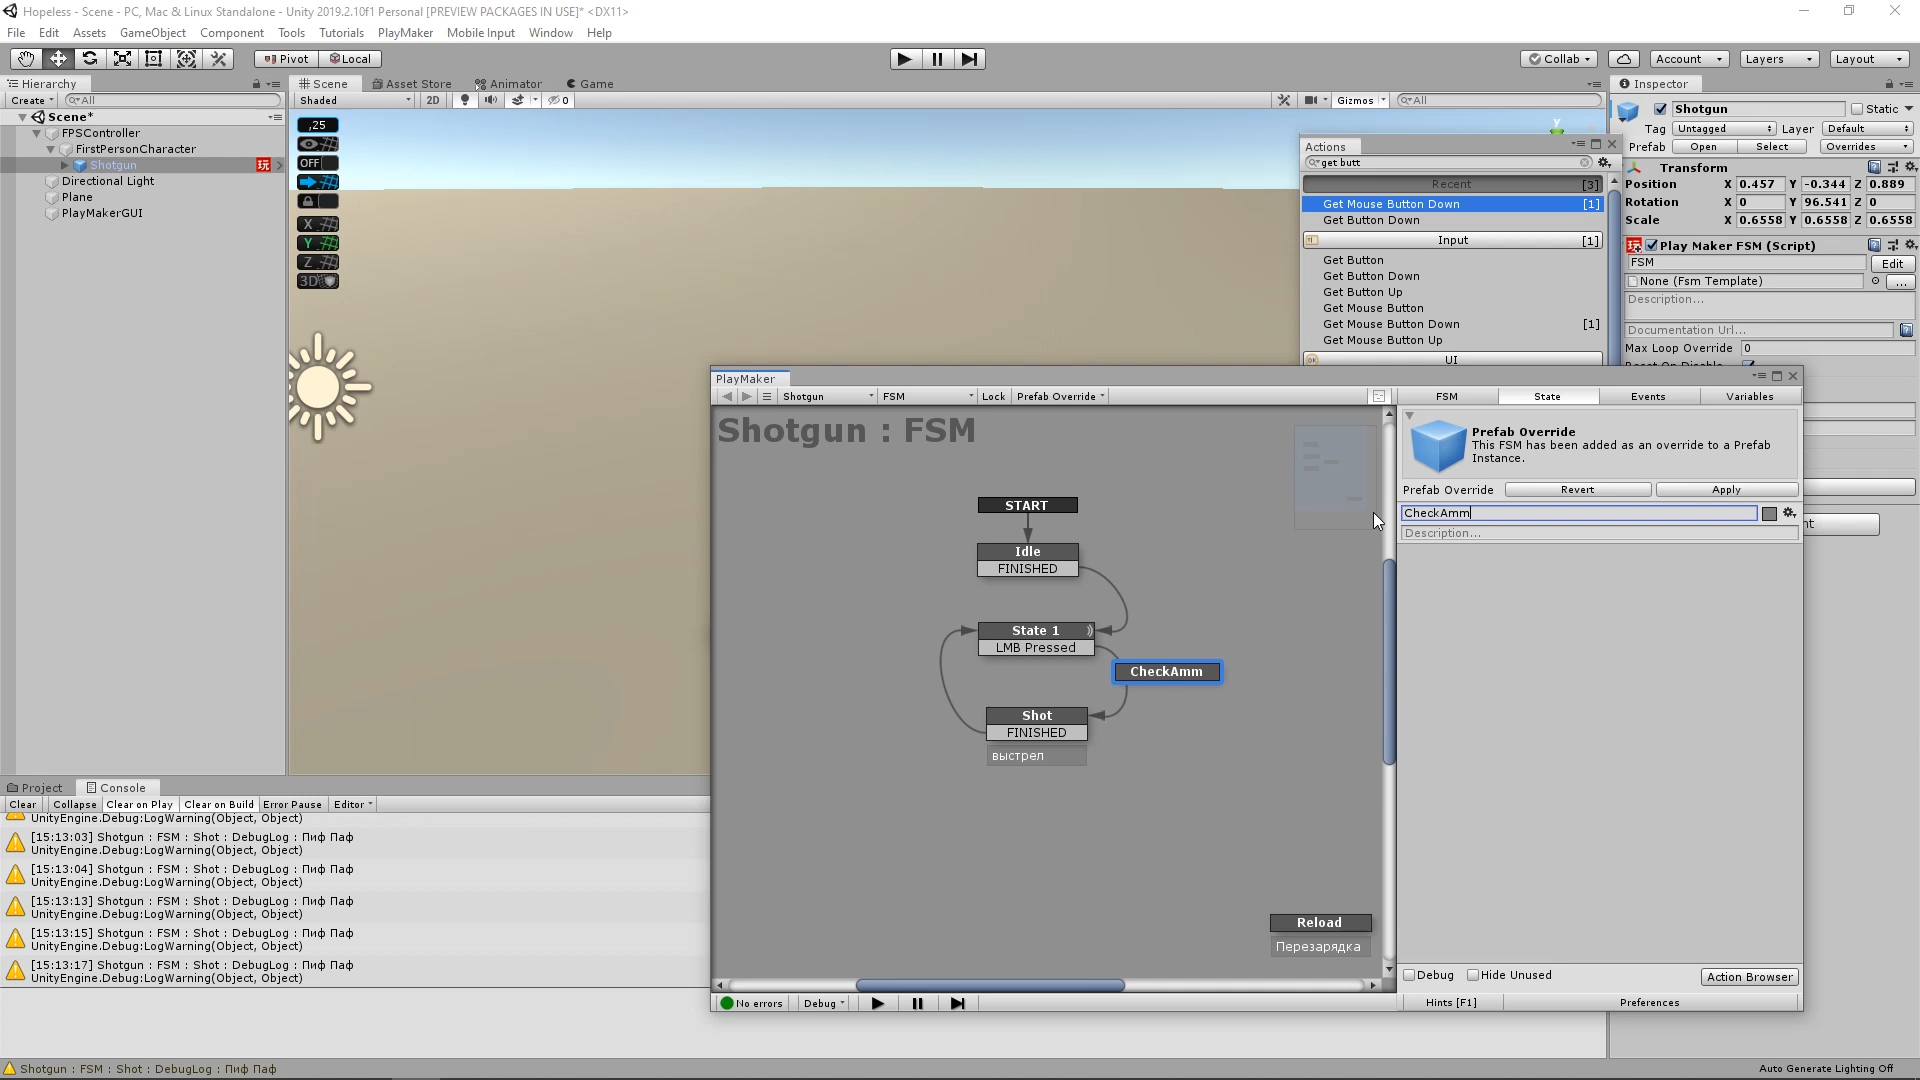 Hopeless - Scene - PC, Mac & Linux Standalone - Unity 2019.2.10f1 Personal [PREVIEW PACKAGES IN USE]* <DX11>
File Edit Assets GameObject Component Tools Tutorials PlayMaker Mobile Input Window Help
Pivot Local Collab Account Layers Layout
Hierarchy
Create All
Scene*
FPSController
FirstPersonCharacter
Shotgun
Directional Light
Plane
PlayMakerGUI
Scene Asset Store Animator Game
Shaded 2D 0 Gizmos All
,25
OFF
X
Y
Z
3D
y
Actions
get butt
Recent [3]
Get Mouse Button Down [1]
Get Button Down
Input [1]
Get Button
Get Button Down
Get Button Up
Get Mouse Button
Get Mouse Button Down [1]
Get Mouse Button Up
UI
Inspector
Shotgun Static
Tag Untagged Layer Default
Prefab Open Select Overrides
Transform
Position X 0.457 Y -0.344 Z 0.889
Rotation X 0 Y 96.541 Z 0
Scale X 0.6558 Y 0.6558 Z 0.6558
Play Maker FSM (Script)
FSM Edit
None (Fsm Template) ...
Description...
Documentation Url...
Max Loop Override 0
PlayMaker
Shotgun FSM Lock Prefab Override
FSM State Events Variables
Shotgun : FSM
START
Idle
FINISHED
State 1
LMB Pressed
CheckAmm
Shot
FINISHED
выстрел
Reload
Перезарядка
Prefab Override
This FSM has been added as an override to a Prefab
Instance.
Prefab Override Revert Apply
CheckAmm
Description...
Debug Hide Unused Action Browser
No errors Debug
Hints [F1] Preferences
Project Console
Clear Collapse Clear on Play Clear on Build Error Pause Editor
UnityEngine.Debug:LogWarning(Object, Object)
[15:13:03] Shotgun : FSM : Shot : DebugLog : Пиф Паф
UnityEngine.Debug:LogWarning(Object, Object)
[15:13:04] Shotgun : FSM : Shot : DebugLog : Пиф Паф
UnityEngine.Debug:LogWarning(Object, Object)
[15:13:13] Shotgun : FSM : Shot : DebugLog : Пиф Паф
UnityEngine.Debug:LogWarning(Object, Object)
[15:13:15] Shotgun : FSM : Shot : DebugLog : Пиф Паф
UnityEngine.Debug:LogWarning(Object, Object)
[15:13:17] Shotgun : FSM : Shot : DebugLog : Пиф Паф
UnityEngine.Debug:LogWarning(Object, Object)
Shotgun : FSM : Shot : DebugLog : Пиф Паф
Auto Generate Lighting Off